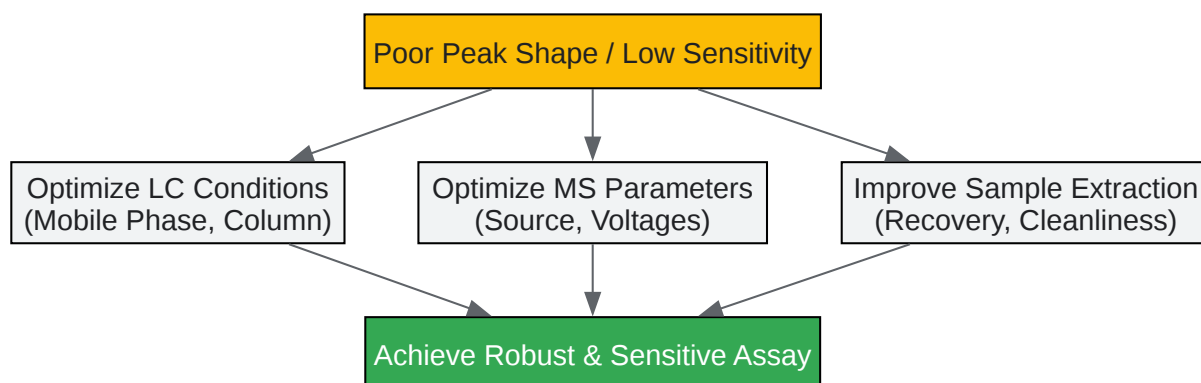 Poor Peak Shape / Low Sensitivity
Optimize LC Conditions
(Mobile Phase, Column)
Optimize MS Parameters
(Source, Voltages)
Improve Sample Extraction
(Recovery, Cleanliness)
Achieve Robust & Sensitive Assay